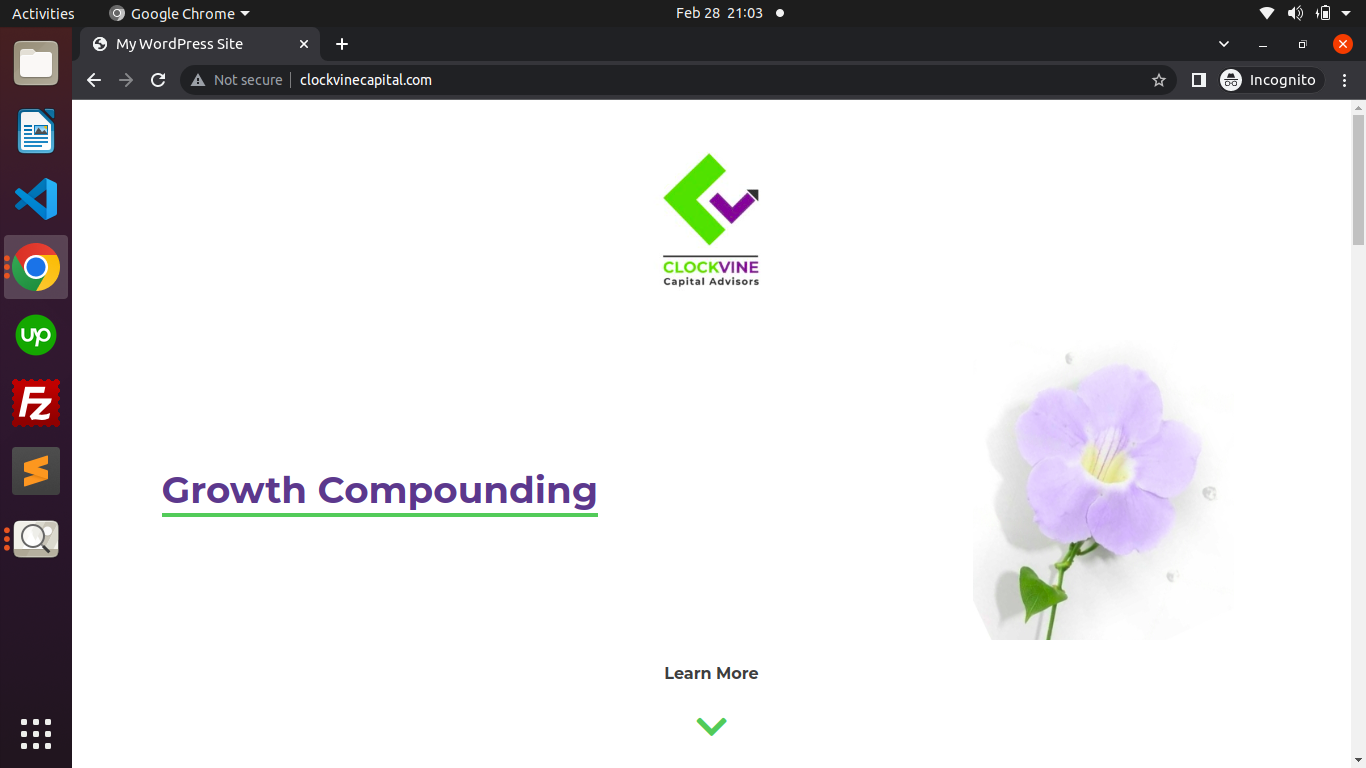 Activities
Google Chrome
Feb 28 21:03
My WordPress Site
Not secure
clockvinecapital.com
Incognito
CLOCKVINE
Capital Advisors
Growth Compounding
Learn More
up
Fz